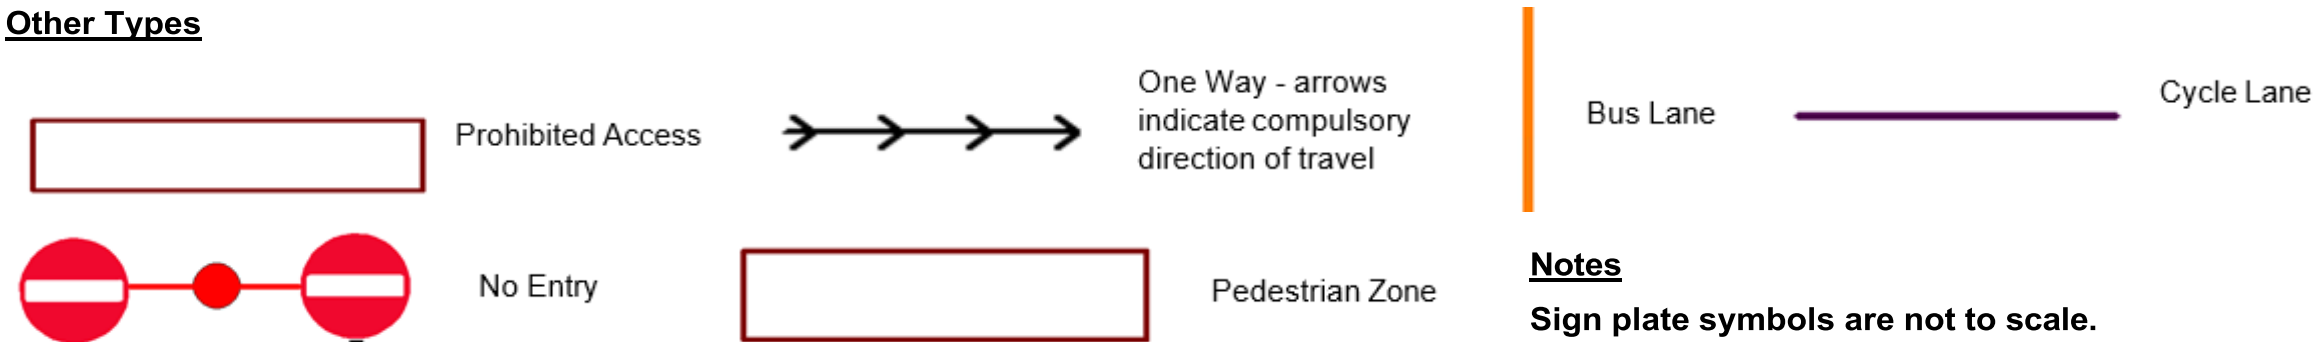 Other Types
Prohibited Access
One Way - arrows
indicate compulsory
direction of travel
Bus Lane
Cycle Lane
No Entry
Pedestrian Zone
Notes
Sign plate symbols are not to scale.